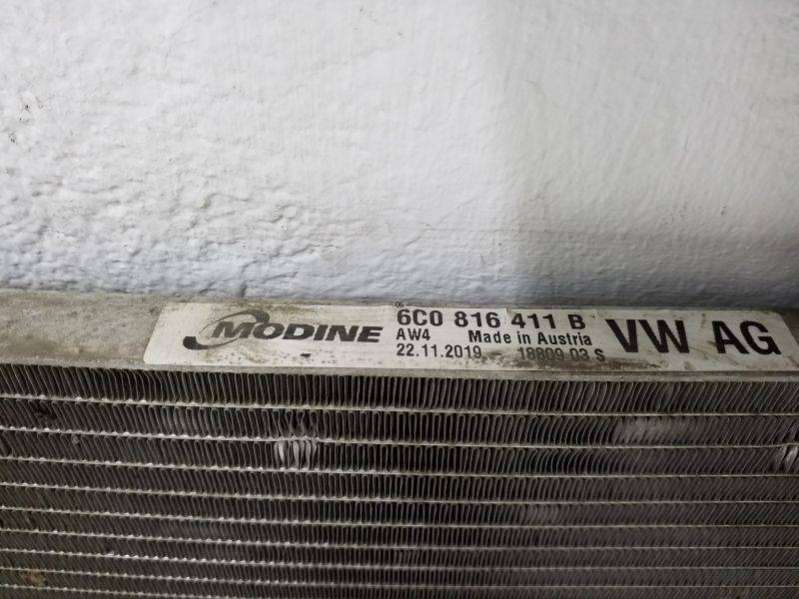 MODINE
6C0 816 411 B
AW4 Made in Austria
22.11.2019 18809 03 S
VW AG